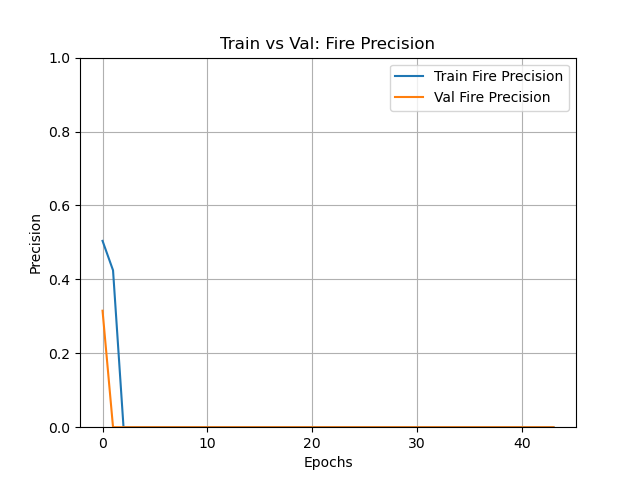 Train vs Val: Fire Precision
Train Fire Precision
Val Fire Precision
Precision
1.0
0.8
0.6
0.4
0.2
0.0
0 10 20 30 40
Epochs